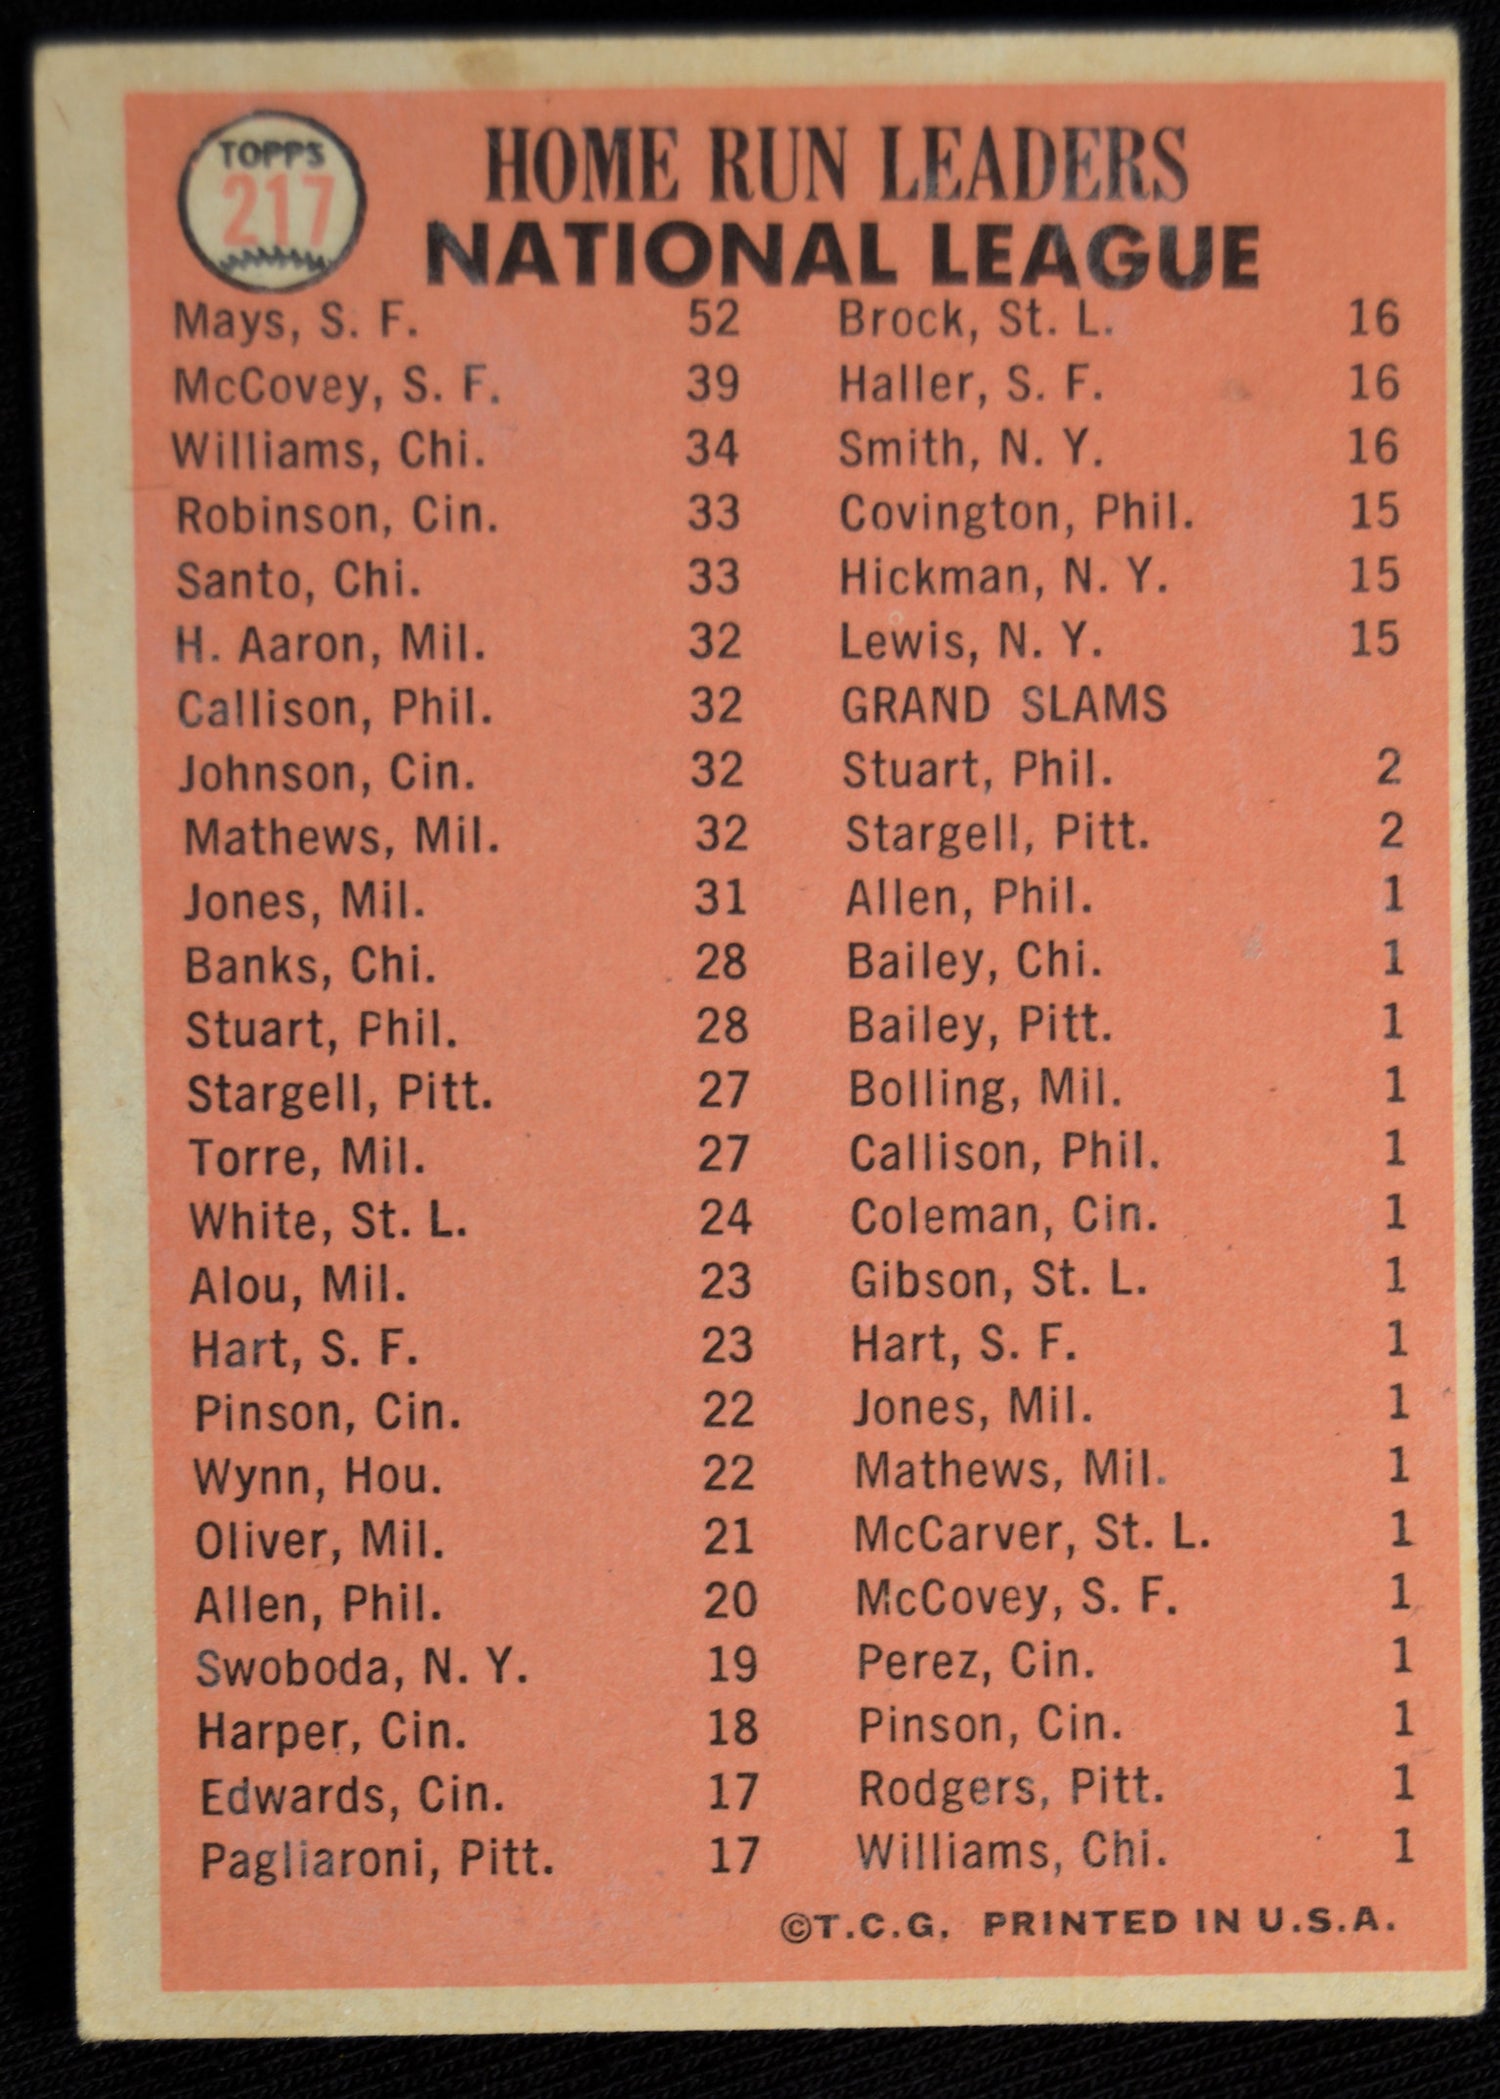 TOPPS
217
HOME RUN LEADERS
NATIONAL LEAGUE
Mays, S. F. 52
McCovey, S. F. 39
Williams, Chi. 34
Robinson, Cin. 33
Santo, Chi. 33
H. Aaron, Mil. 32
Callison, Phil. 32
Johnson, Cin. 32
Mathews, Mil. 32
Jones, Mil. 31
Banks, Chi. 28
Stuart, Phil. 28
Stargell, Pitt. 27
Torre, Mil. 27
White, St. L. 24
Alou, Mil. 23
Hart, S. F. 23
Pinson, Cin. 22
Wynn, Hou. 22
Oliver, Mil. 21
Allen, Phil. 20
Swoboda, N. Y. 19
Harper, Cin. 18
Edwards, Cin. 17
Pagliaroni, Pitt. 17
Brock, St. L. 16
Haller, S. F. 16
Smith, N. Y. 16
Covington, Phil. 15
Hickman, N. Y. 15
Lewis, N. Y. 15
GRAND SLAMS
Stuart, Phil. 2
Stargell, Pitt. 2
Allen, Phil. 1
Bailey, Chi. 1
Bailey, Pitt. 1
Bolling, Mil. 1
Callison, Phil. 1
Coleman, Cin. 1
Gibson, St. L. 1
Hart, S. F. 1
Jones, Mil. 1
Mathews, Mil. 1
McCarver, St. L. 1
McCovey, S. F. 1
Perez, Cin. 1
Pinson, Cin. 1
Rodgers, Pitt. 1
Williams, Chi. 1
©T.C.G. PRINTED IN U.S.A.